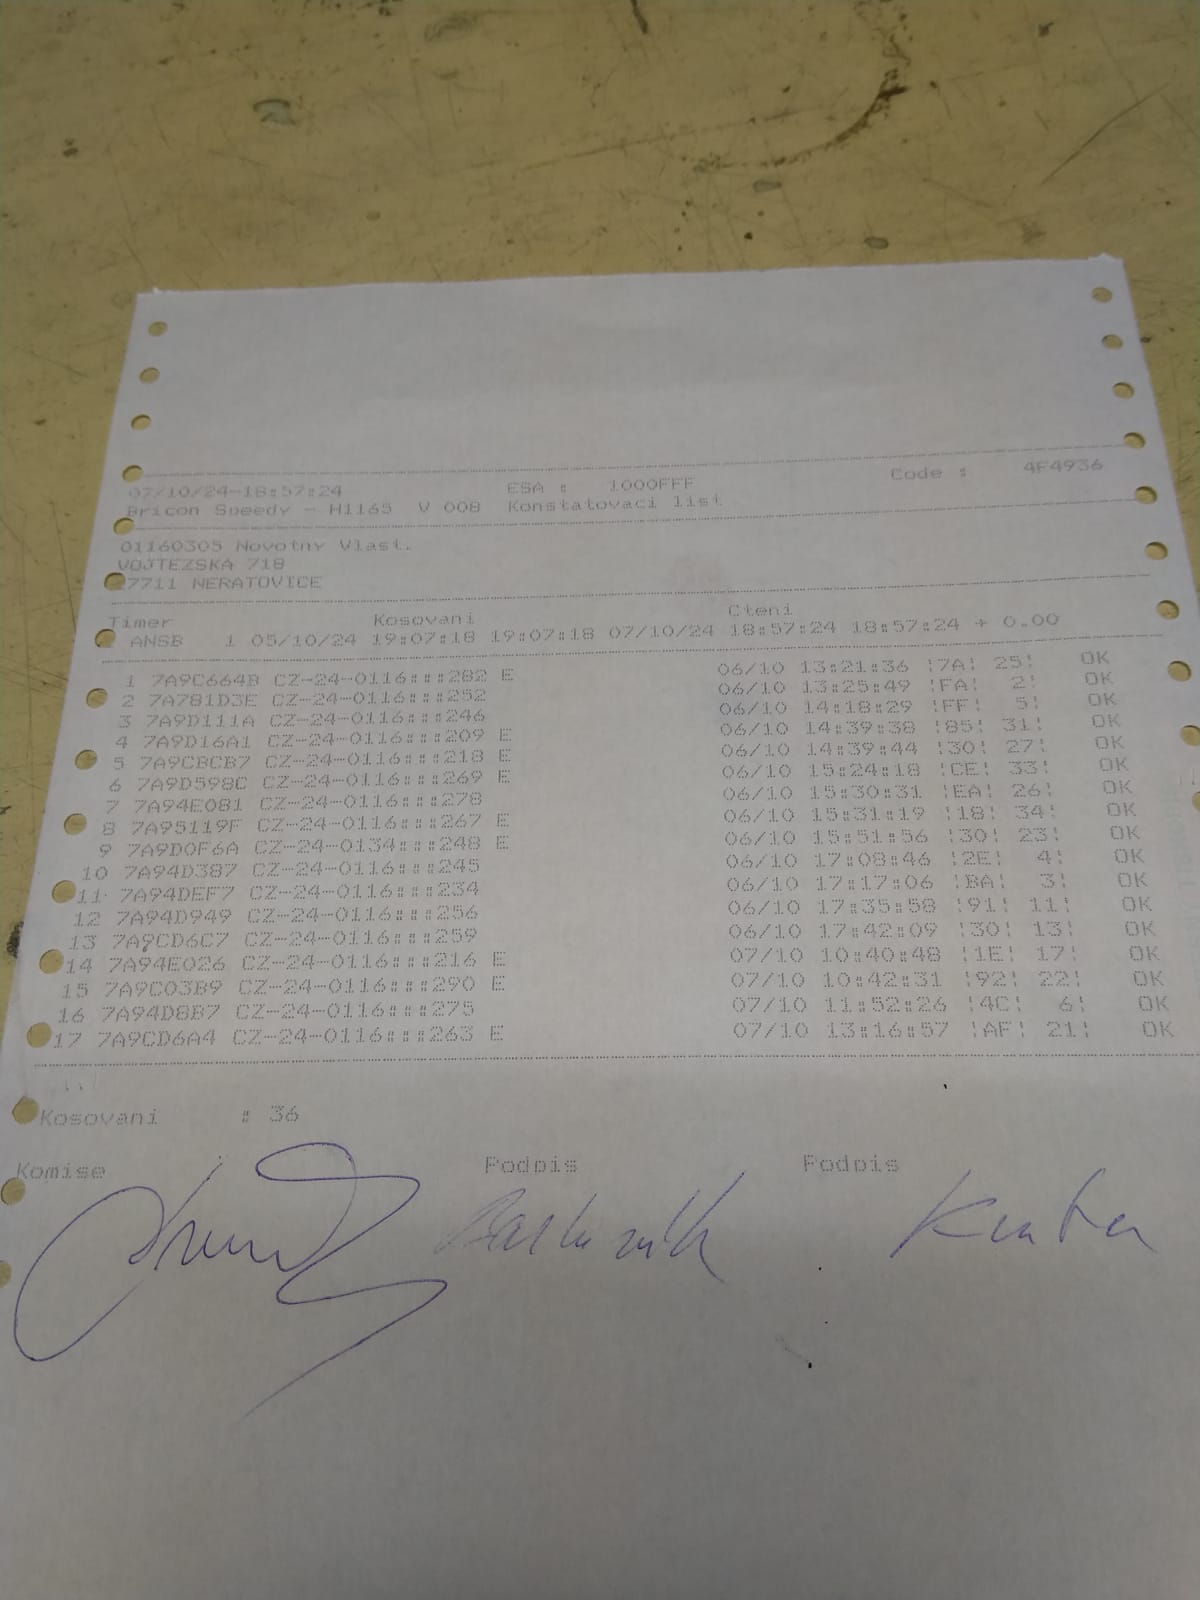 07/10/24-18:57:24 ESA : 1000FFF Code : 4F4936
Bricon Speedy - H1165 V 008 Konstatovaci list
01160305 Novotny Vlast.
VOJTEZSKA 718
27711 NERATOVICE
Timer Kosovani Cteni
ANSB 1 05/10/24 19:07:18 19:07:18 07/10/24 18:57:24 18:57:24 + 0.00
1 7A9C664B CZ-24-0116:::282 E 06/10 13:21:36 !7A! 25! OK
2 7A781D3E CZ-24-0116:::252 06/10 13:25:49 !FA! 2! OK
3 7A9D111A CZ-24-0116:::246 06/10 14:18:29 !FF! 5! OK
4 7A9D16A1 CZ-24-0116:::209 E 06/10 14:39:38 !85! 31! OK
5 7A9CBCB7 CZ-24-0116:::218 E 06/10 14:39:44 !30! 27! OK
6 7A9D598C CZ-24-0116:::269 E 06/10 15:24:18 !CE! 33! OK
7 7A94E081 CZ-24-0116:::278 06/10 15:30:31 !EA! 26! OK
8 7A95119F CZ-24-0116:::267 E 06/10 15:31:19 !18! 34! OK
9 7A9D0F6A CZ-24-0134:::248 E 06/10 15:51:56 !30! 23! OK
10 7A94D387 CZ-24-0116:::245 06/10 17:08:46 !2E! 4! OK
11 7A94DEF7 CZ-24-0116:::234 06/10 17:17:06 !BA! 3! OK
12 7A94D949 CZ-24-0116:::256 06/10 17:35:58 !91! 11! OK
13 7A9CD6C7 CZ-24-0116:::259 06/10 17:42:09 !30! 13! OK
14 7A94E026 CZ-24-0116:::216 E 07/10 10:40:48 !1E! 17! OK
15 7A9C03B9 CZ-24-0116:::290 E 07/10 10:42:31 !92! 22! OK
16 7A94D8B7 CZ-24-0116:::275 07/10 11:52:26 !4C! 6! OK
17 7A9CD6A4 CZ-24-0116:::263 E 07/10 13:16:57 !AF! 21! OK
Kosovani : 36
Komise Podpis Podpis